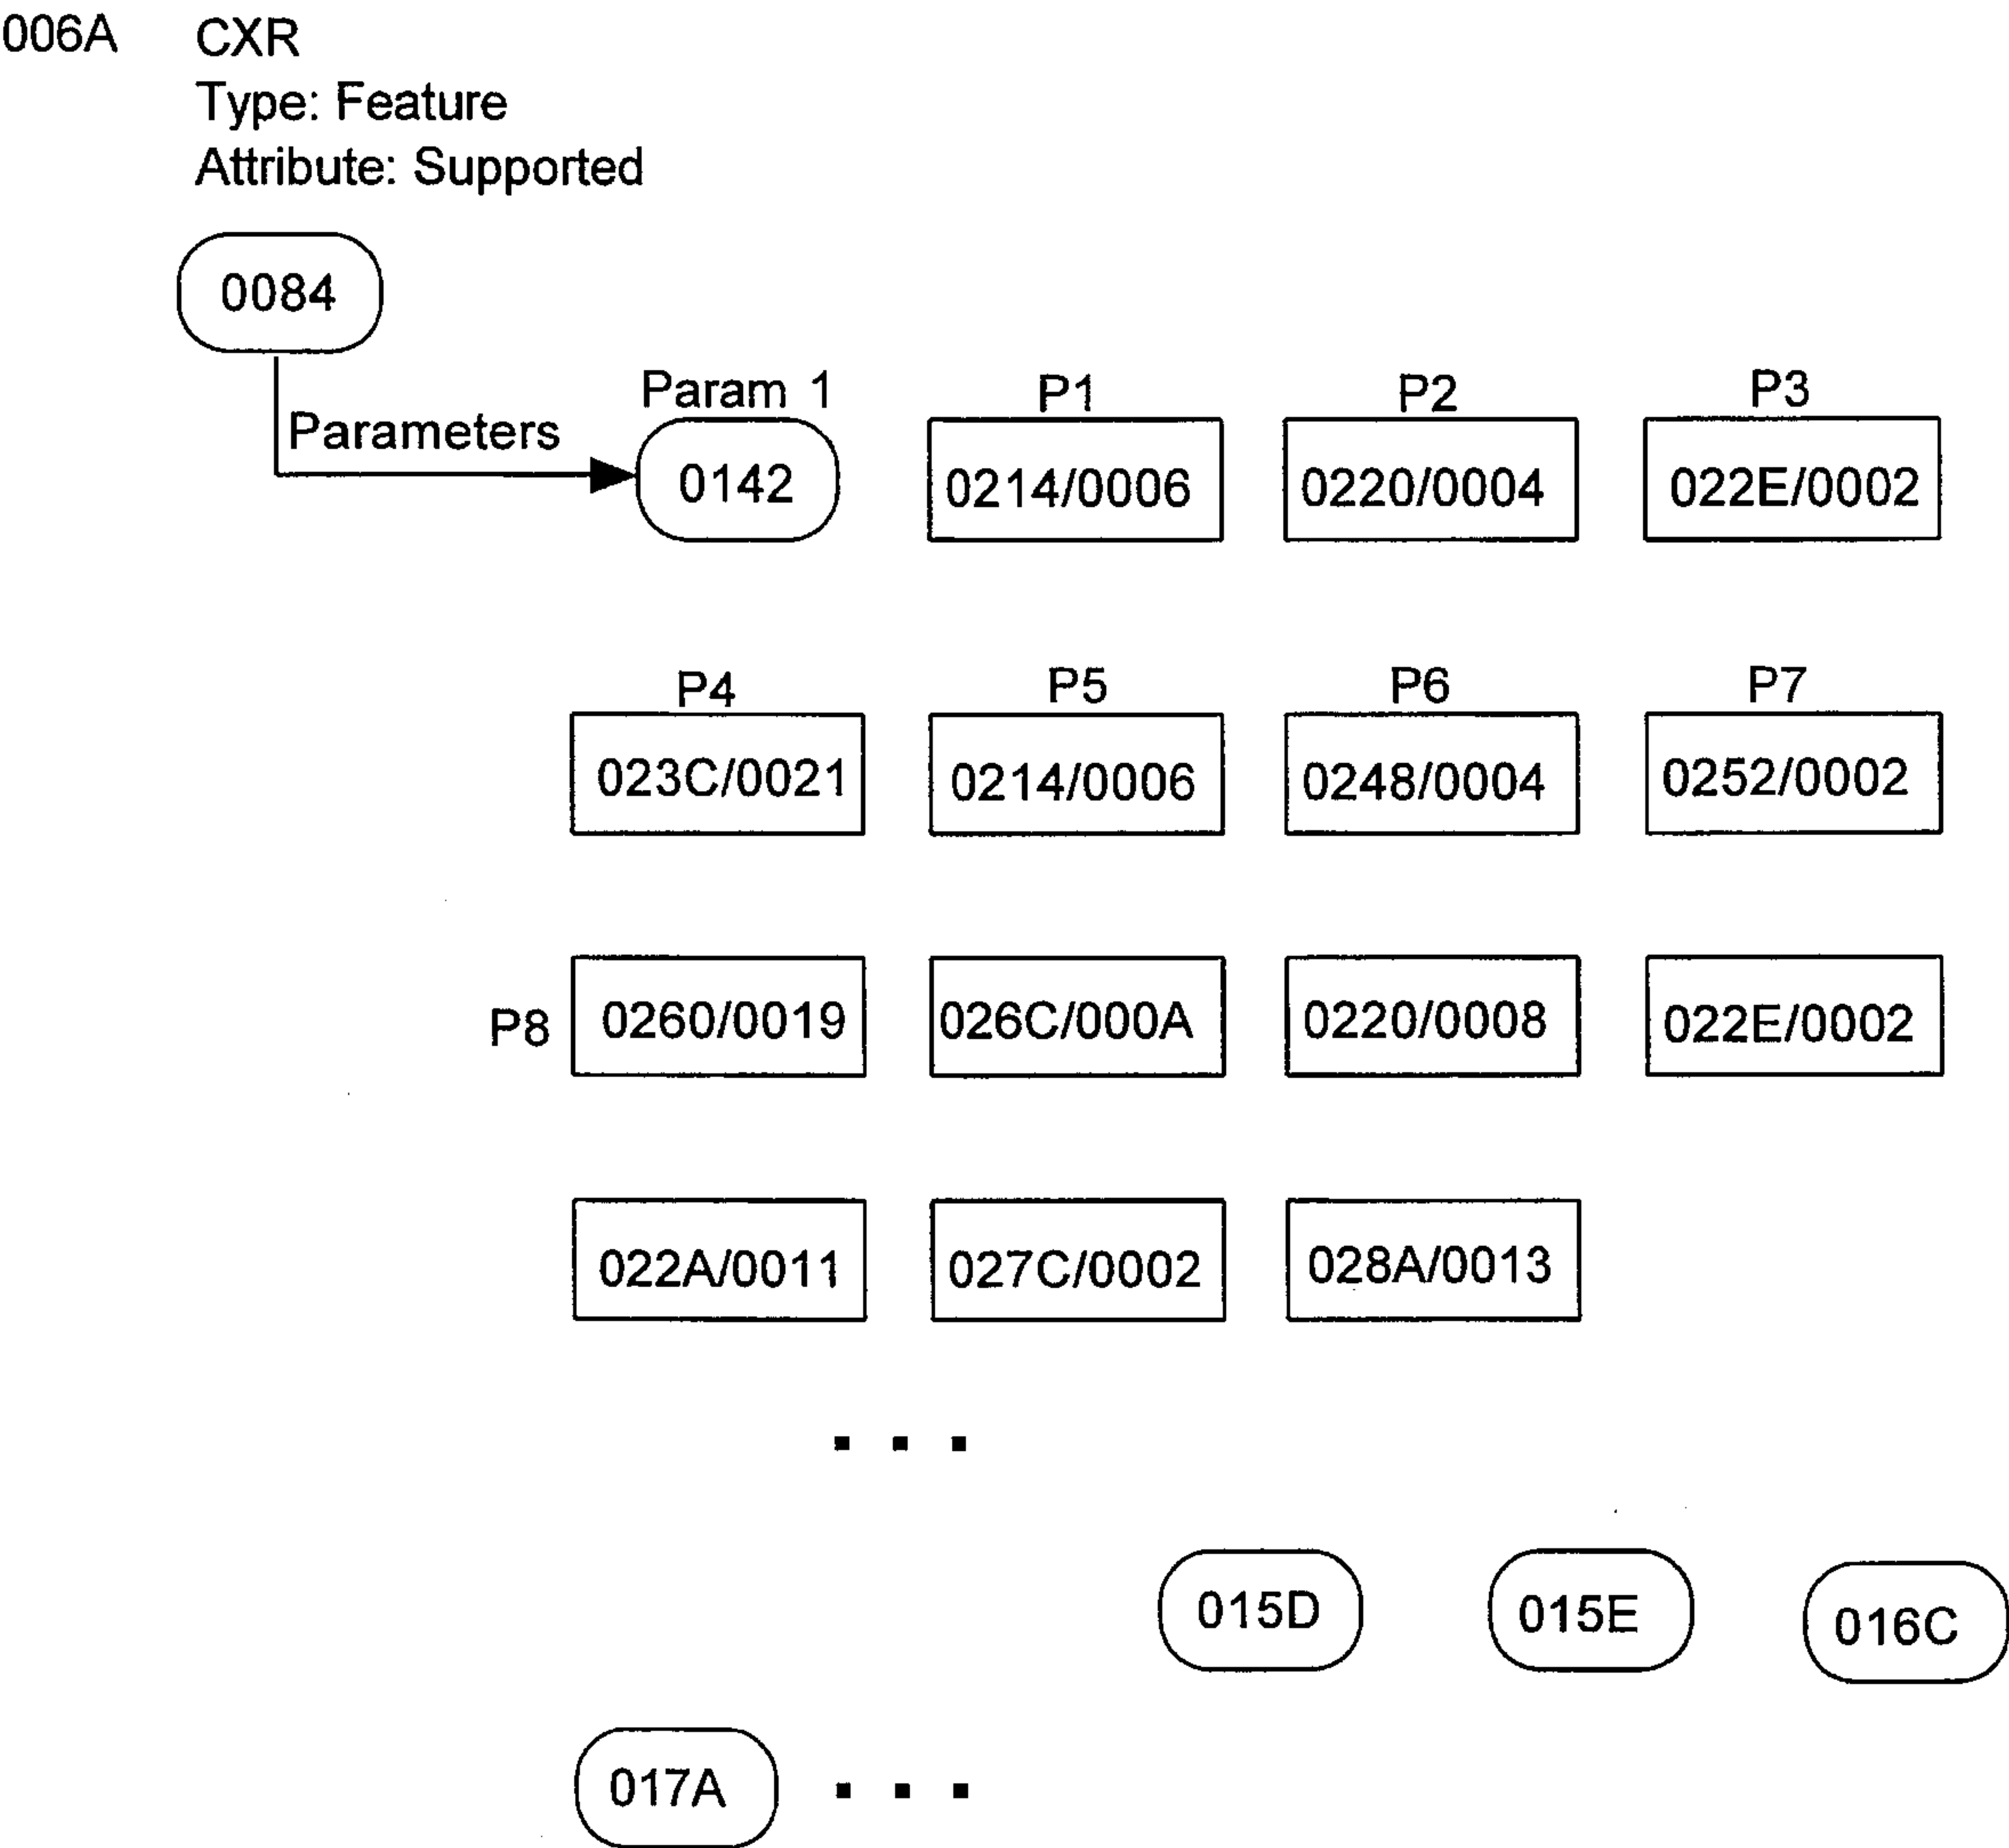 006A CXR
Type: Feature
Attribute: Supported
0084
Parameters
Param 1 P1 P2 P3
0142 0214/0006 0220/0004 022E/0002
P4 P5 P6 P7
023C/0021 0214/0006 0248/0004 0252/0002
P8 0260/0019 026C/000A 0220/0008 022E/0002
022A/0011 027C/0002 028A/0013
. . .
015D 015E 016C
017A . . .